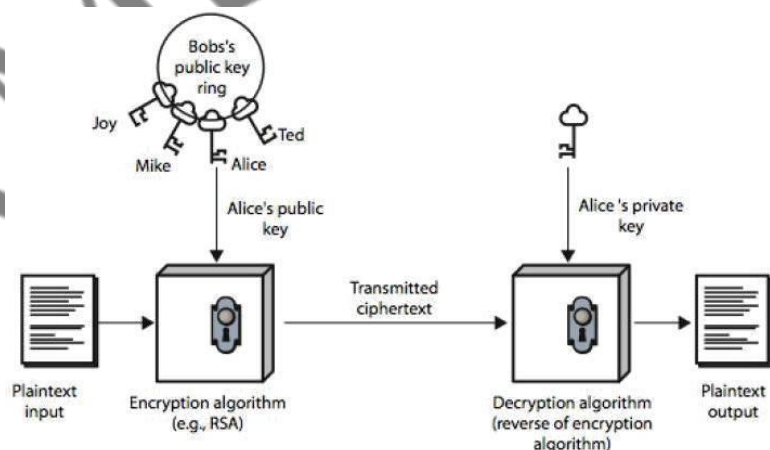 Bobs's
public key
ring
Joy
Mike
Alice
Ted
Alice's public
key
Alice 's private
key
Transmitted
ciphertext
Plaintext
input
Encryption algorithm
(e.g., RSA)
Decryption algorithm
(reverse of encryption
algorithm)
Plaintext
output